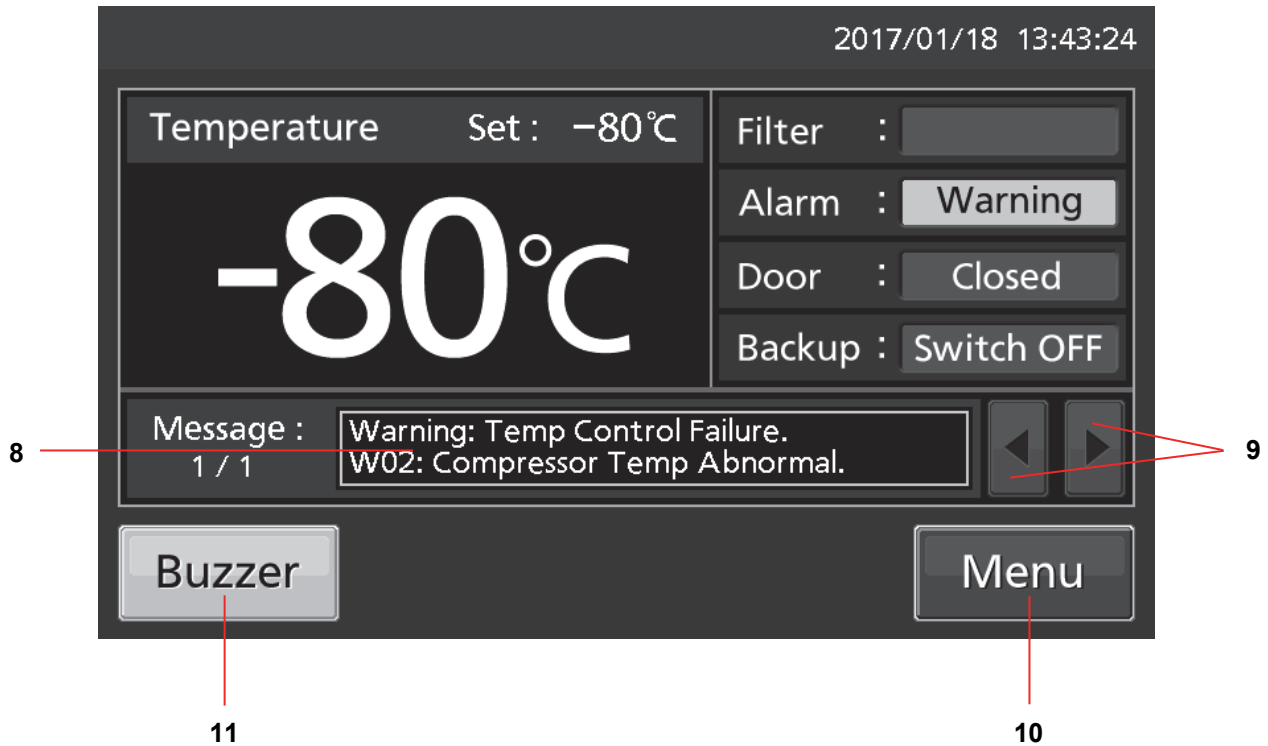 2017/01/18 13:43:24
Temperature Set : −80℃
-80℃
Filter :
Alarm : Warning
Door : Closed
Backup : Switch OFF
Message :
1 / 1
Warning: Temp Control Failure.
W02: Compressor Temp Abnormal.
8
9
Buzzer
Menu
11
10